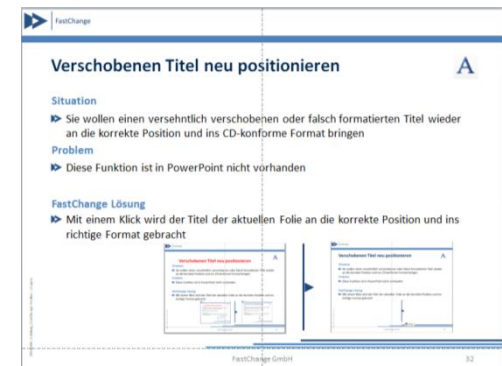 FastChange
Verschobenen Titel neu positionieren
A
Situation
Sie wollen einen versehntlich verschobenen oder falsch formatierten Titel wieder
an die korrekte Position und ins CD-konforme Format bringen
Problem
Diese Funktion ist in PowerPoint nicht vorhanden
FastChange Lösung
Mit einem Klick wird der Titel der aktuellen Folie an die korrekte Position und ins
richtige Format gebracht
Verschobenen Titel neu positionieren
A
Verschobenen Titel neu positionieren
A
FastChange GmbH
32